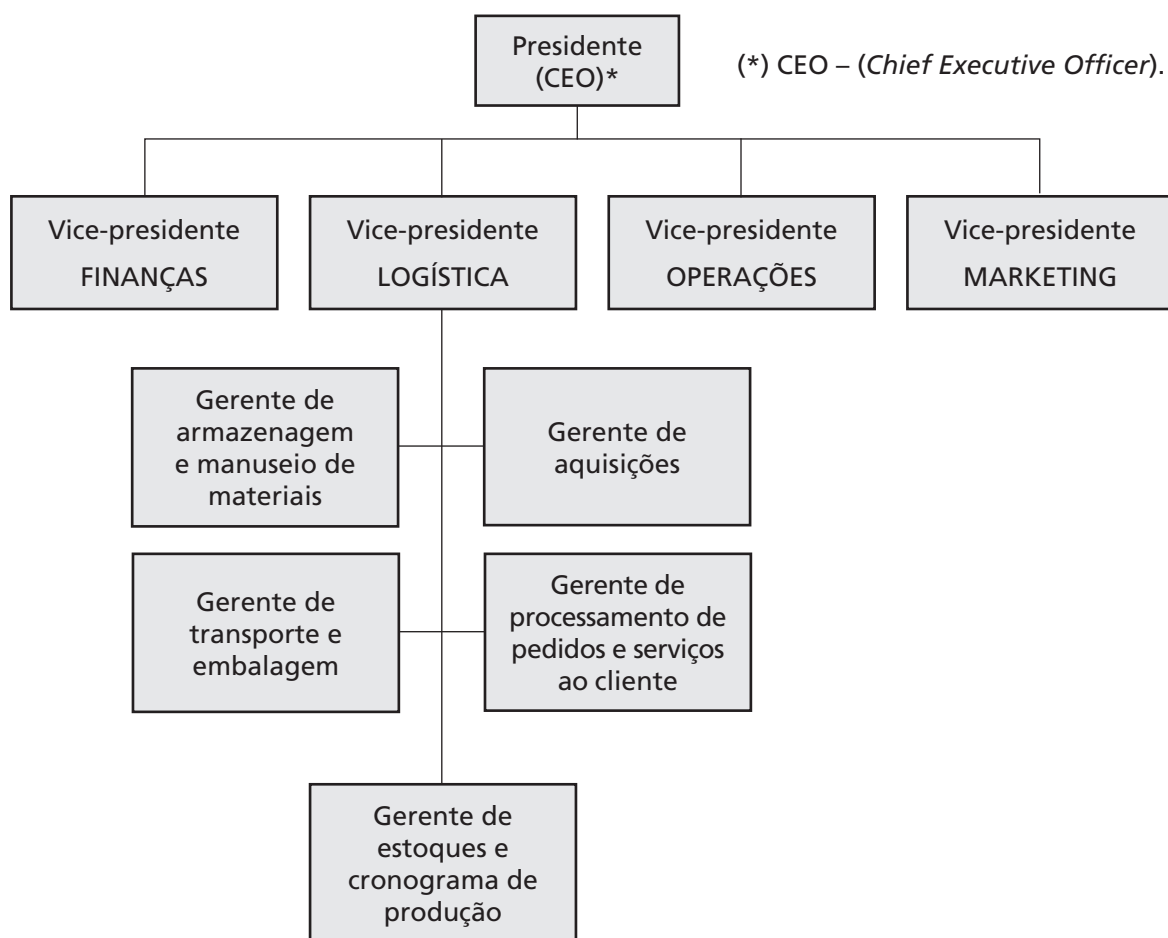 Presidente
(CEO)*
(*) CEO – (Chief Executive Officer).
Vice-presidente
FINANÇAS
Vice-presidente
LOGÍSTICA
Vice-presidente
OPERAÇÕES
Vice-presidente
MARKETING
Gerente de
armazenagem
e manuseio de
materiais
Gerente de
aquisições
Gerente de
transporte e
embalagem
Gerente de
processamento de
pedidos e serviços
ao cliente
Gerente de
estoques e
cronograma de
produção